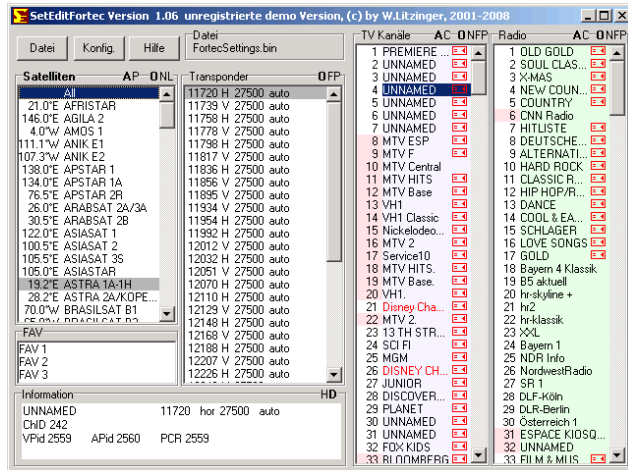 SetEditFortec Version 1.06 unregistrierte demo Version, (c) by W.Litzinger, 2001-2008
Datei
Konfig.
Hilfe
Datei
FortecSettings.bin
Satelliten AP ONL
All
21.0°E AFRISTAR
146.0°E AGILA 2
4.0°W AMOS 1
111.1°W ANIK E1
107.3°W ANIK E2
138.0°E APSTAR 1
134.0°E APSTAR 1A
76.5°E APSTAR 2R
26.0°E ARABSAT 2A/3A
30.5°E ARABSAT 2B
122.0°E ASIASAT 1
100.5°E ASIASAT 2
105.5°E ASIASAT 3S
105.0°E ASIASTAR
19.2°E ASTRA 1A-1H
28.2°E ASTRA 2A/KOPE...
70.0°W BRASILSAT B1
FAV
FAV 1
FAV 2
FAV 3
Transponder OFP
11720 H 27500 auto
11739 V 27500 auto
11758 H 27500 auto
11778 V 27500 auto
11798 H 27500 auto
11817 V 27500 auto
11836 H 27500 auto
11856 V 27500 auto
11895 V 27500 auto
11934 V 27500 auto
11954 H 27500 auto
11992 H 27500 auto
12012 V 27500 auto
12032 H 27500 auto
12051 V 27500 auto
12070 H 27500 auto
12110 H 27500 auto
12129 V 27500 auto
12148 H 27500 auto
12168 V 27500 auto
12188 H 27500 auto
12207 V 27500 auto
12226 H 27500 auto
Information HD
UNNAMED 11720 hor 27500 auto
ChID 242
VPid 2559 APid 2560 PCR 2559
TV Kanäle AC ONFP
1 PREMIERE ...
2 UNNAMED
3 UNNAMED
4 UNNAMED
5 UNNAMED
6 UNNAMED
7 UNNAMED
8 MTV ESP
9 MTV F
10 MTV Central
11 MTV HITS
12 MTV Base
13 VH1
14 VH1 Classic
15 Nickelodeo...
16 MTV 2
17 Service10
18 MTV HITS.
19 MTV Base.
20 VH1.
21 Disney Cha...
22 MTV 2.
23 13 TH STR...
24 SCI FI
25 MGM
26 DISNEY CH...
27 JUNIOR
28 DISCOVER...
29 PLANET
30 UNNAMED
31 UNNAMED
32 FOX KIDS
33 BLOOMBERG
Radio AC ONFP
1 OLD GOLD
2 SOUL CLAS...
3 X-MAS
4 NEW COUN...
5 COUNTRY
6 CNN Radio
7 HITLISTE
8 DEUTSCHE...
9 ALTERNATI...
10 HARD ROCK
11 CLASSIC R...
12 HIP HOP/R...
13 DANCE
14 COOL & EA...
15 SCHLAGER
16 LOVE SONGS
17 GOLD
18 Bayern 4 Klassik
19 B5 aktuell
20 hr-skyline +
21 hr2
22 hr-klassik
23 XXL
24 Bayern 1
25 NDR Info
26 NordwestRadio
27 SR 1
28 DLF-Köln
29 DLR-Berlin
30 Österreich 1
31 ESPACE KIOSQ...
32 UNNAMED
33 FILM & MUS...